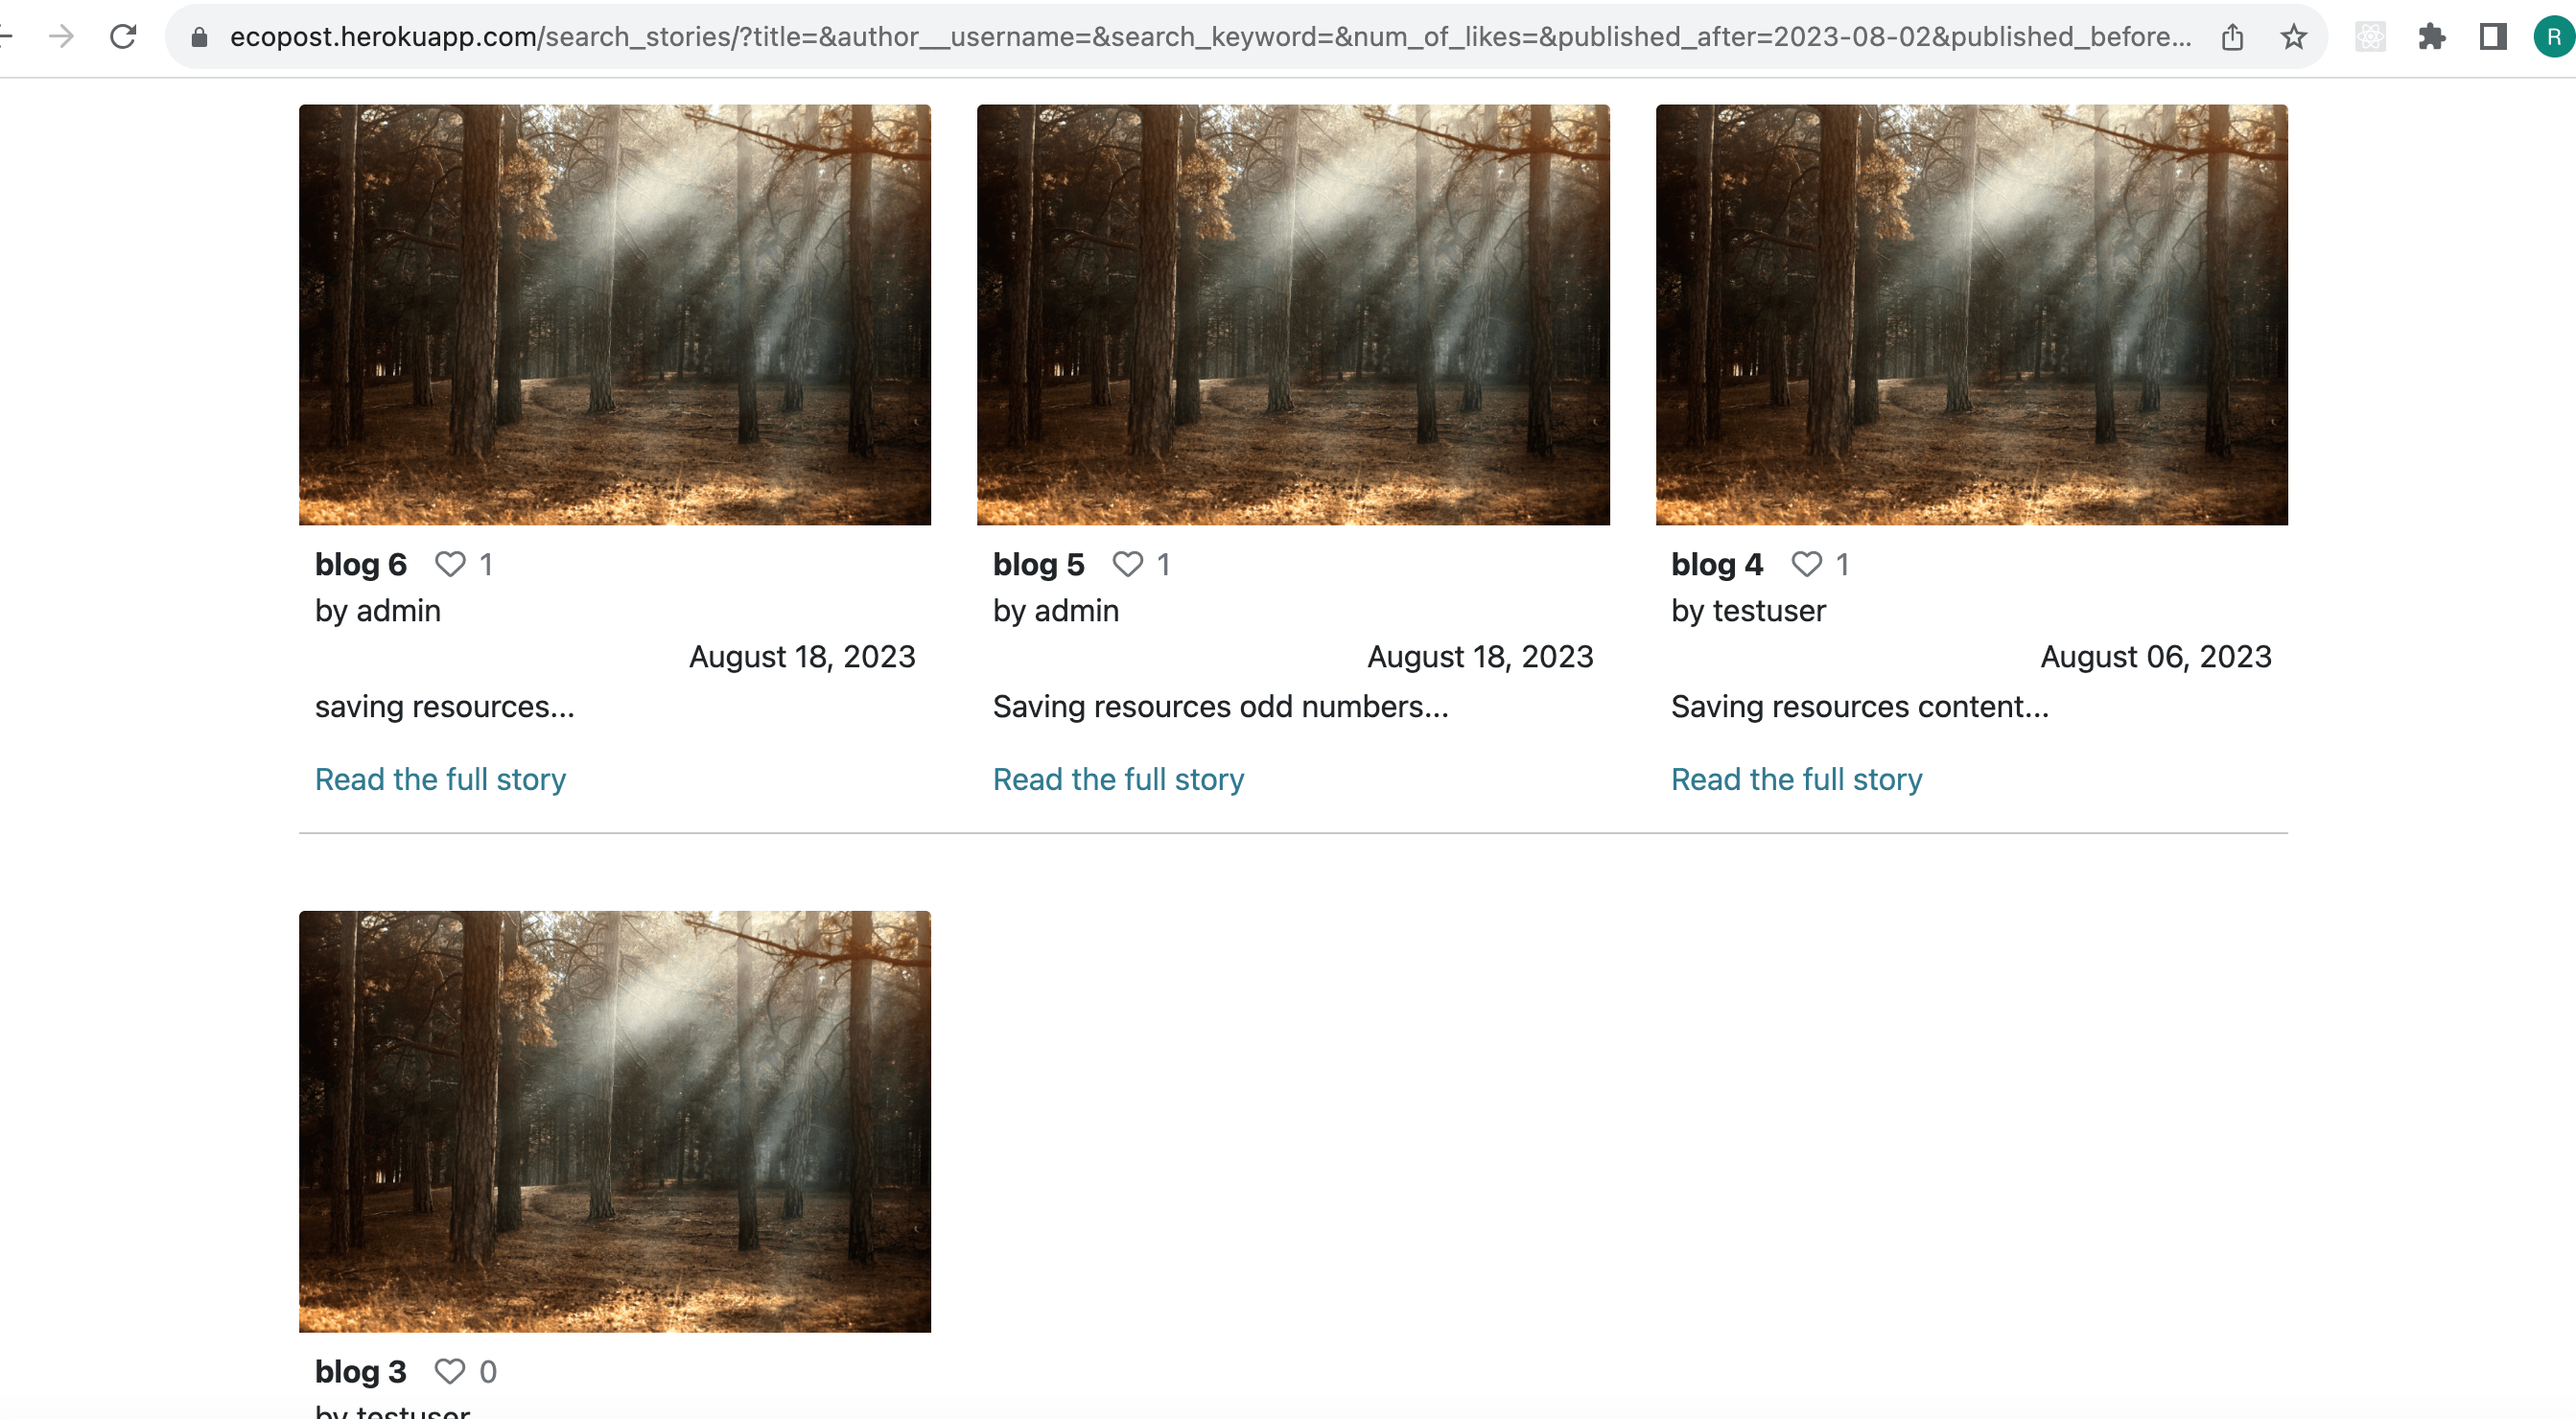 ecopost.herokuapp.com/search_stories/?title=&author__username=&search_keyword=&num_of_likes=&published_after=2023-08-02&published_before...
R
blog 6 1
by admin
August 18, 2023
saving resources...
Read the full story
blog 5 1
by admin
August 18, 2023
Saving resources odd numbers...
Read the full story
blog 4 1
by testuser
August 06, 2023
Saving resources content...
Read the full story
blog 3 0
by testuser